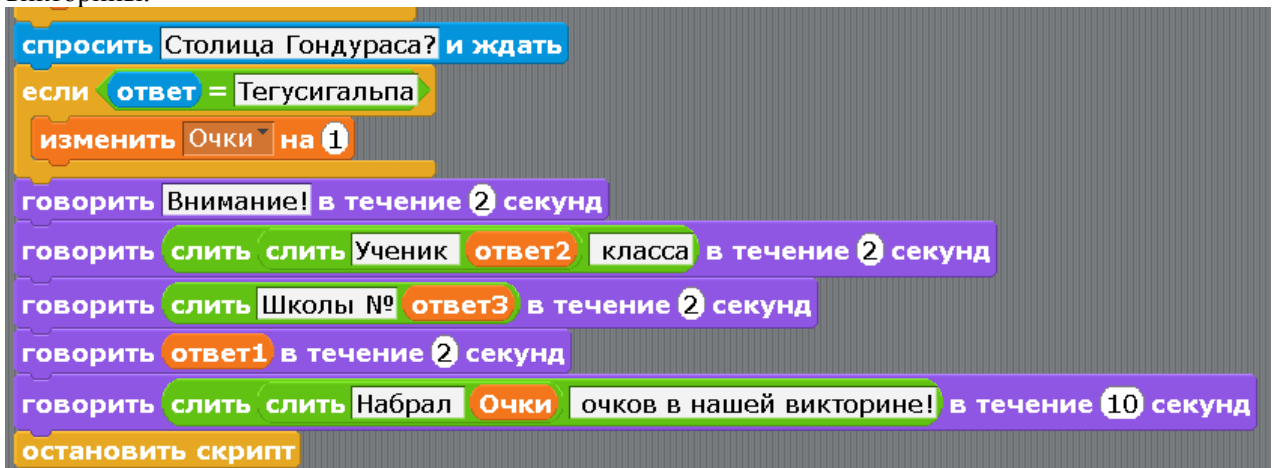 спросить Столица Гондураса? и ждать
если ответ = Тегусигальпа
изменить Очки на 1
говорить Внимание! в течение 2 секунд
говорить слить слить Ученик ответ2 класса в течение 2 секунд
говорить слить Школы № ответ3 в течение 2 секунд
говорить ответ1 в течение 2 секунд
говорить слить слить Набрал Очки очков в нашей викторине! в течение 10 секунд
остановить скрипт